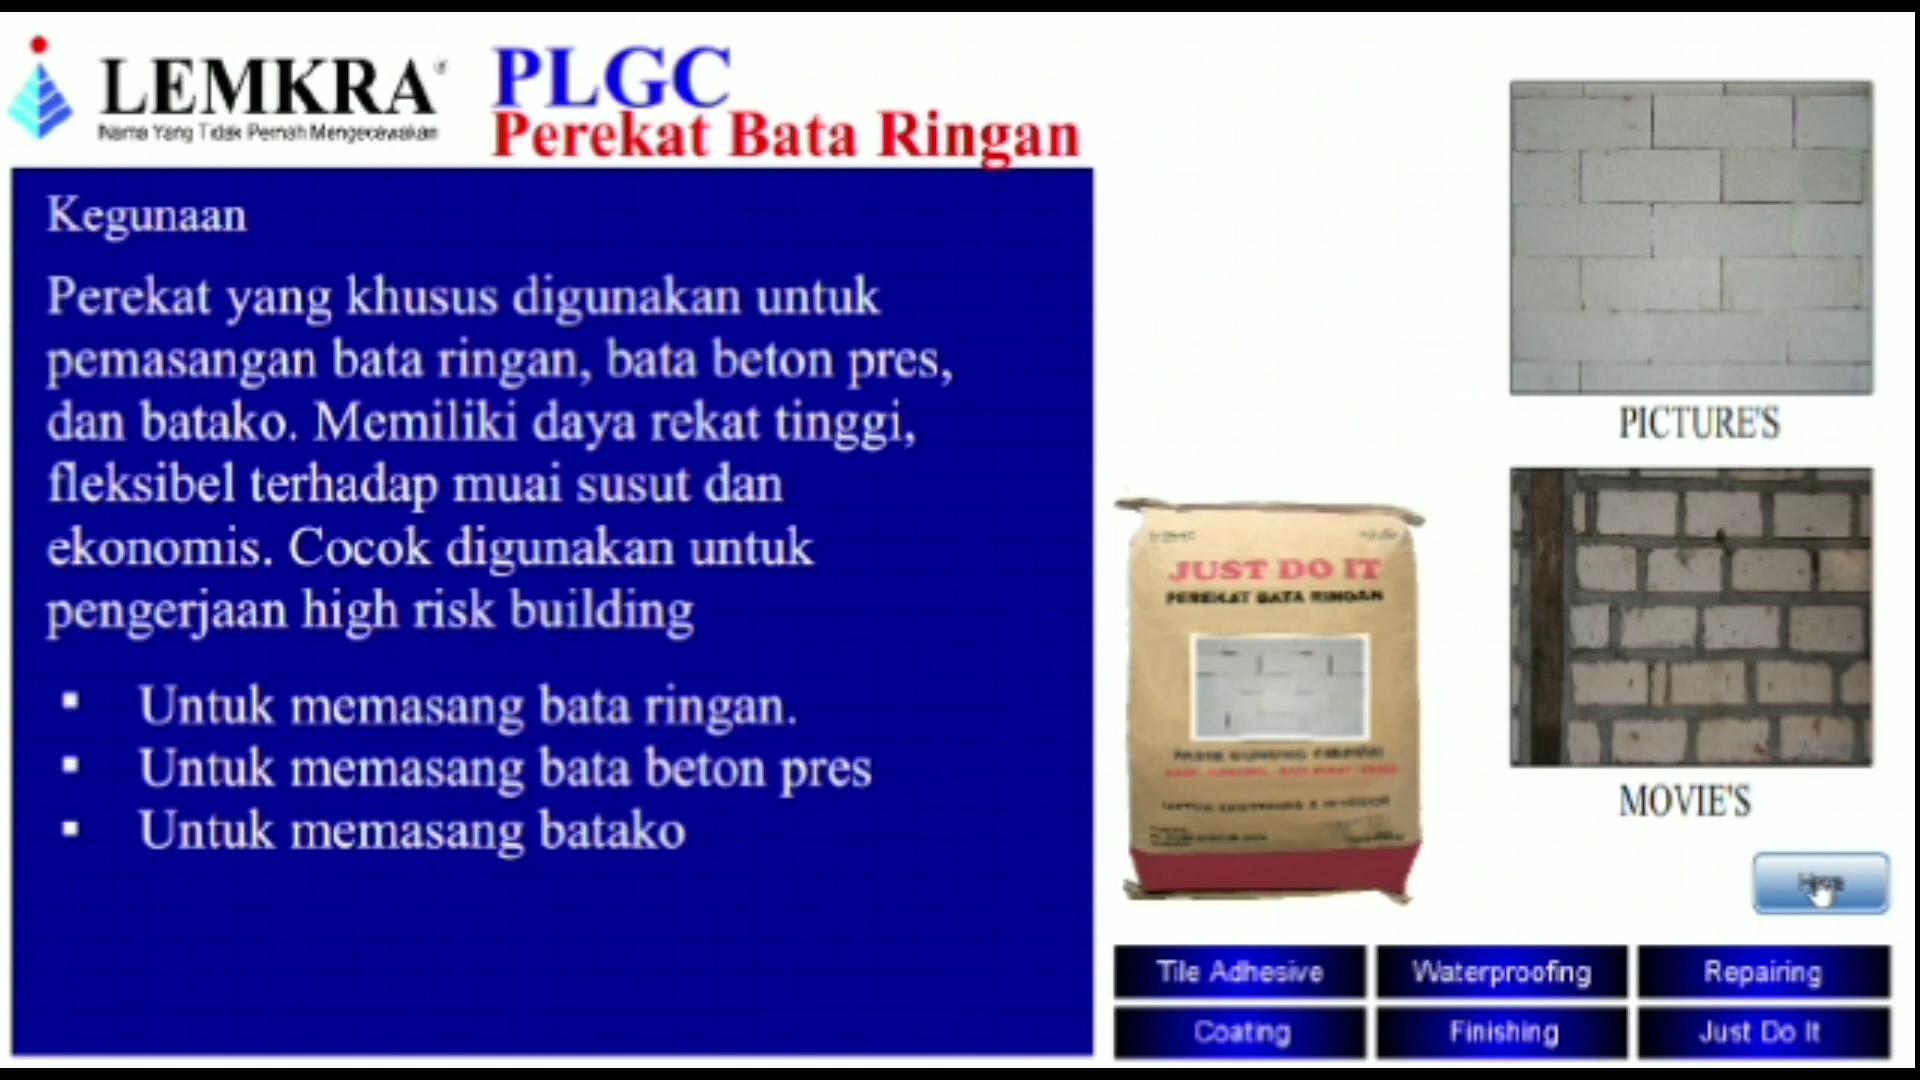 LEMKRA
Nama Yang Tidak Pernah Mengecewakan
PLGC
Perekat Bata Ringan
Kegunaan
Perekat yang khusus digunakan untuk
pemasangan bata ringan, bata beton pres,
dan batako. Memiliki daya rekat tinggi,
fleksibel terhadap muai susut dan
ekonomis. Cocok digunakan untuk
pengerjaan high risk building
▪ Untuk memasang bata ringan.
▪ Untuk memasang bata beton pres
▪ Untuk memasang batako
JUST DO IT
PEREKAT BATA RINGAN
PICTURE'S
MOVIE'S
Tile Adhesive
Waterproofing
Repairing
Coating
Finishing
Just Do It